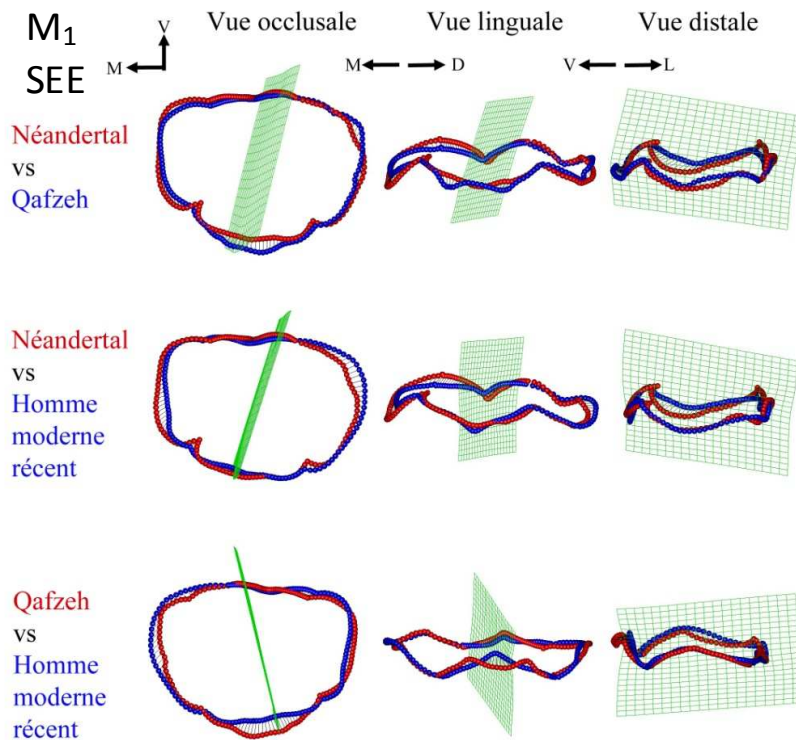 M₁
SEE
Vue occlusale
Vue linguale
Vue distale
V
M
M
D
V
L
Néandertal
vs
Qafzeh
Néandertal
vs
Homme
moderne
récent
Qafzeh
vs
Homme
moderne
récent